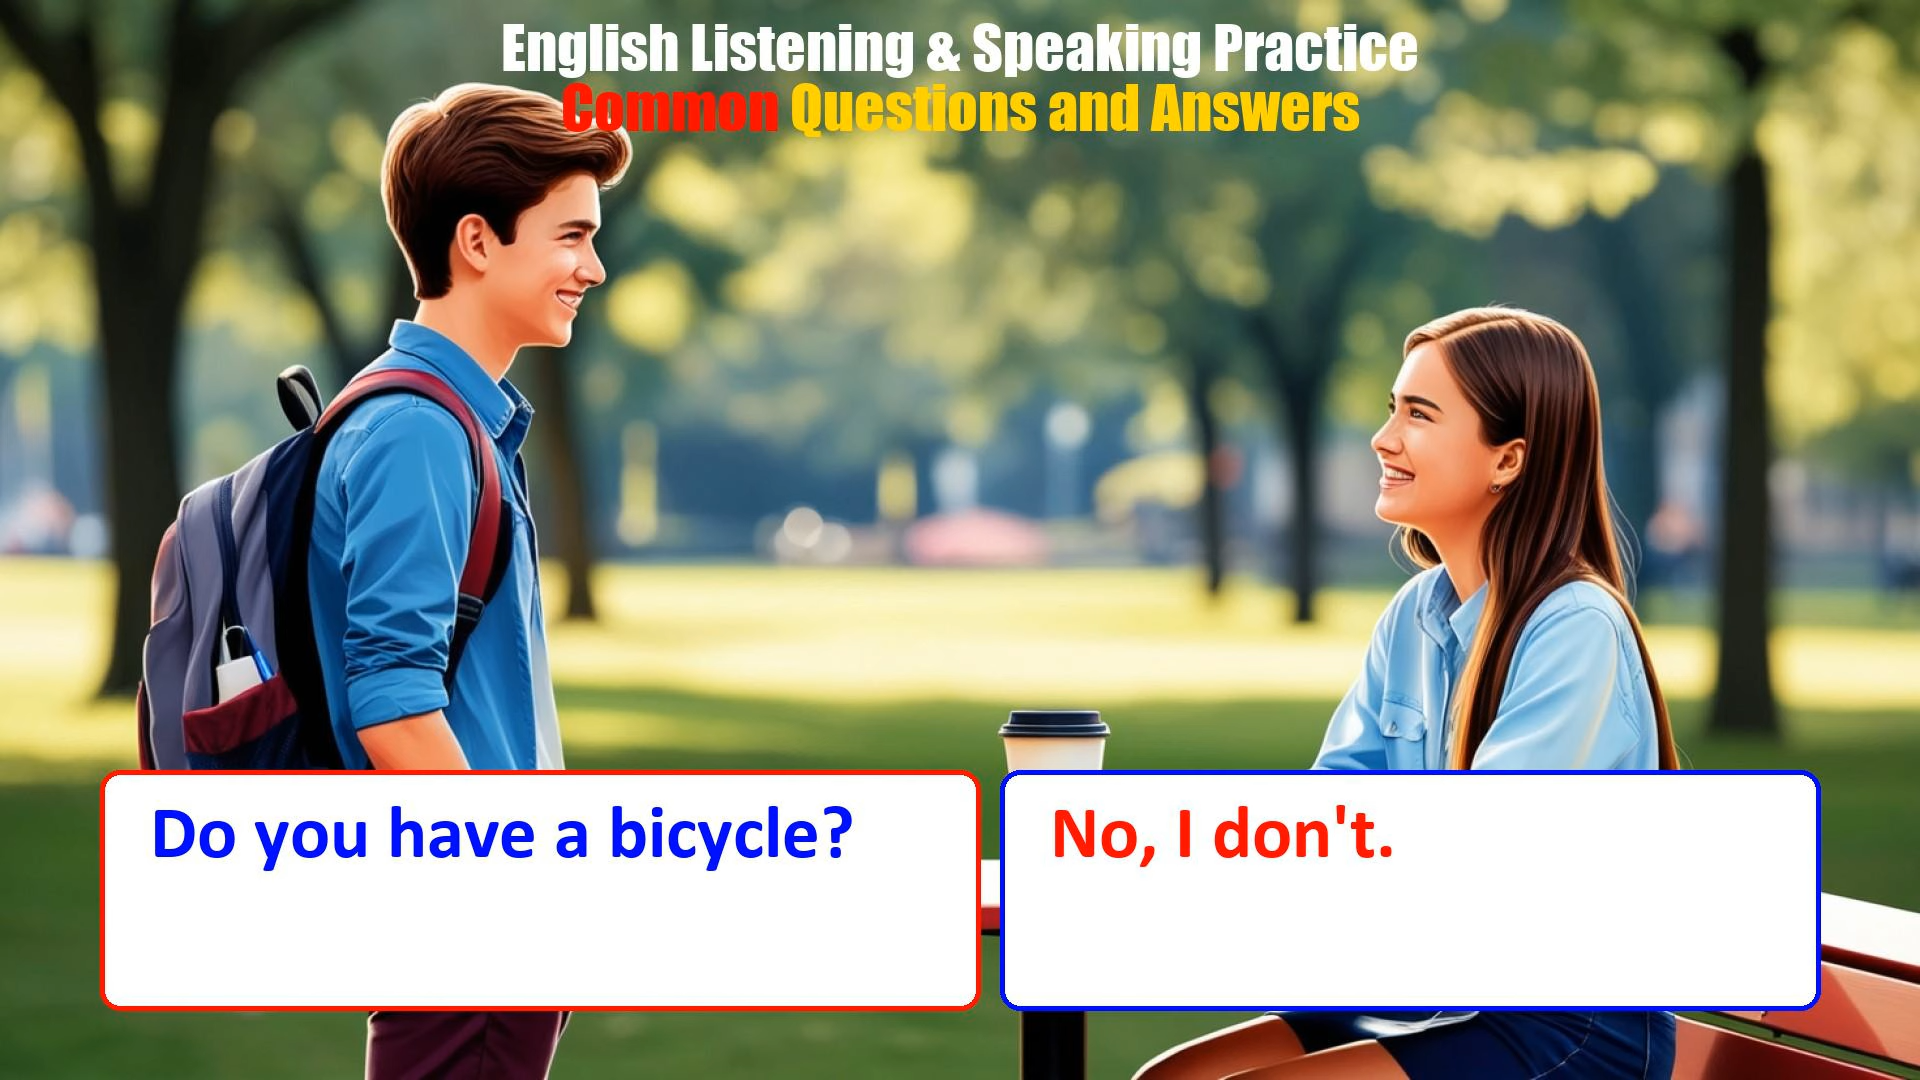 English Listening & Speaking Practice
Common Questions and Answers
Do you have a bicycle?
No, I don't.